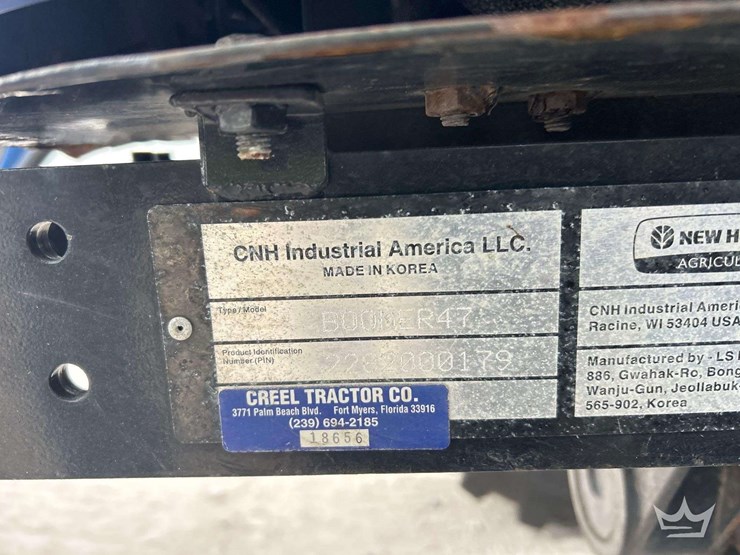 CNH Industrial America LLC.
MADE IN KOREA
Type / Model
BOOMER47
Product Identification
Number (PIN)
000179
CREEL TRACTOR CO.
3771 Palm Beach Blvd. Fort Myers, Florida 33916
(239) 694-2185
18656
NEW H
AGRICUL
CNH Industrial Ameri
Racine, WI 53404 USA
Manufactured by - LS
886, Gwahak-Ro, Bong
Wanju-Gun, Jeollabuk-
565-902, Korea